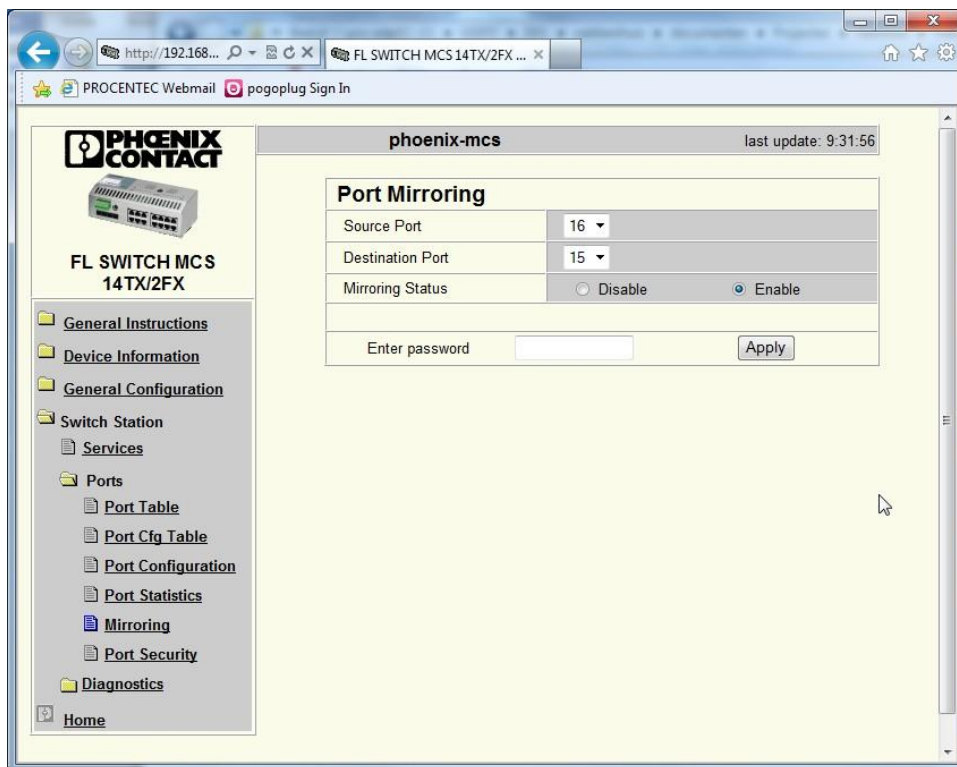 http://192.168...
FL SWITCH MCS 14TX/2FX ...
PROCENTEC Webmail
pogoplug Sign In
PHŒNIX
CONTACT
FL SWITCH MCS
14TX/2FX
General Instructions
Device Information
General Configuration
Switch Station
Services
Ports
Port Table
Port Cfg Table
Port Configuration
Port Statistics
Mirroring
Port Security
Diagnostics
Home
phoenix-mcs
last update: 9:31:56
Port Mirroring
Source Port 16
Destination Port 15
Mirroring Status Disable Enable
Enter password Apply